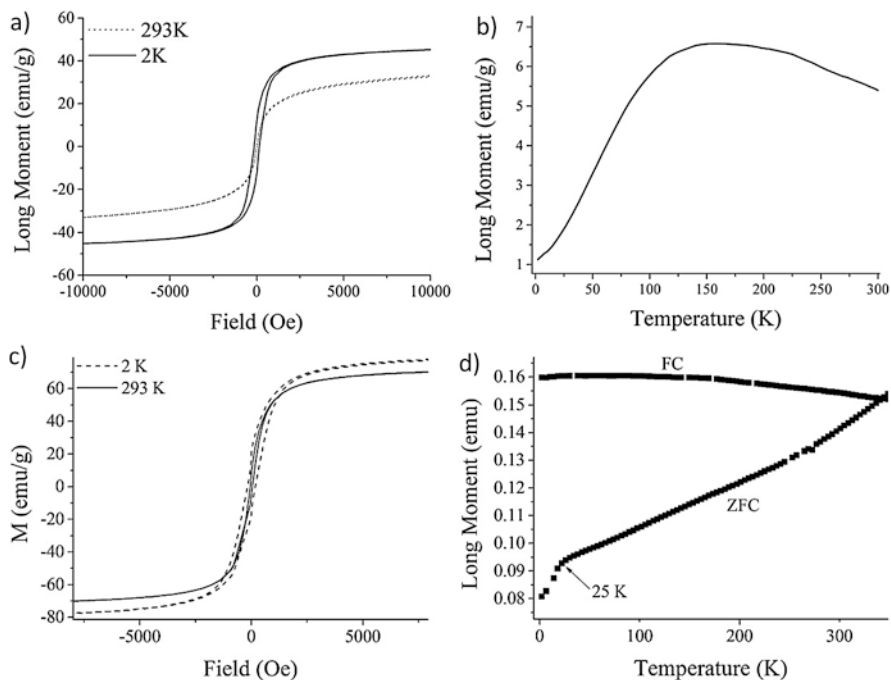 a)
293K
2K
Long Moment (emu/g)
60
40
20
0
-20
-40
-60
-10000
-5000
0
5000
10000
Field (Oe)
b)
Long Moment (emu/g)
7
6
5
4
3
2
1
0
50
100
150
200
250
300
Temperature (K)
c)
2 K
293 K
M (emu/g)
60
40
20
0
-20
-40
-60
-80
-5000
0
5000
Field (Oe)
d)
FC
ZFC
25 K
Long Moment (emu)
0.16
0.15
0.13
0.12
0.11
0.10
0.09
0.08
0
100
200
300
Temperature (K)